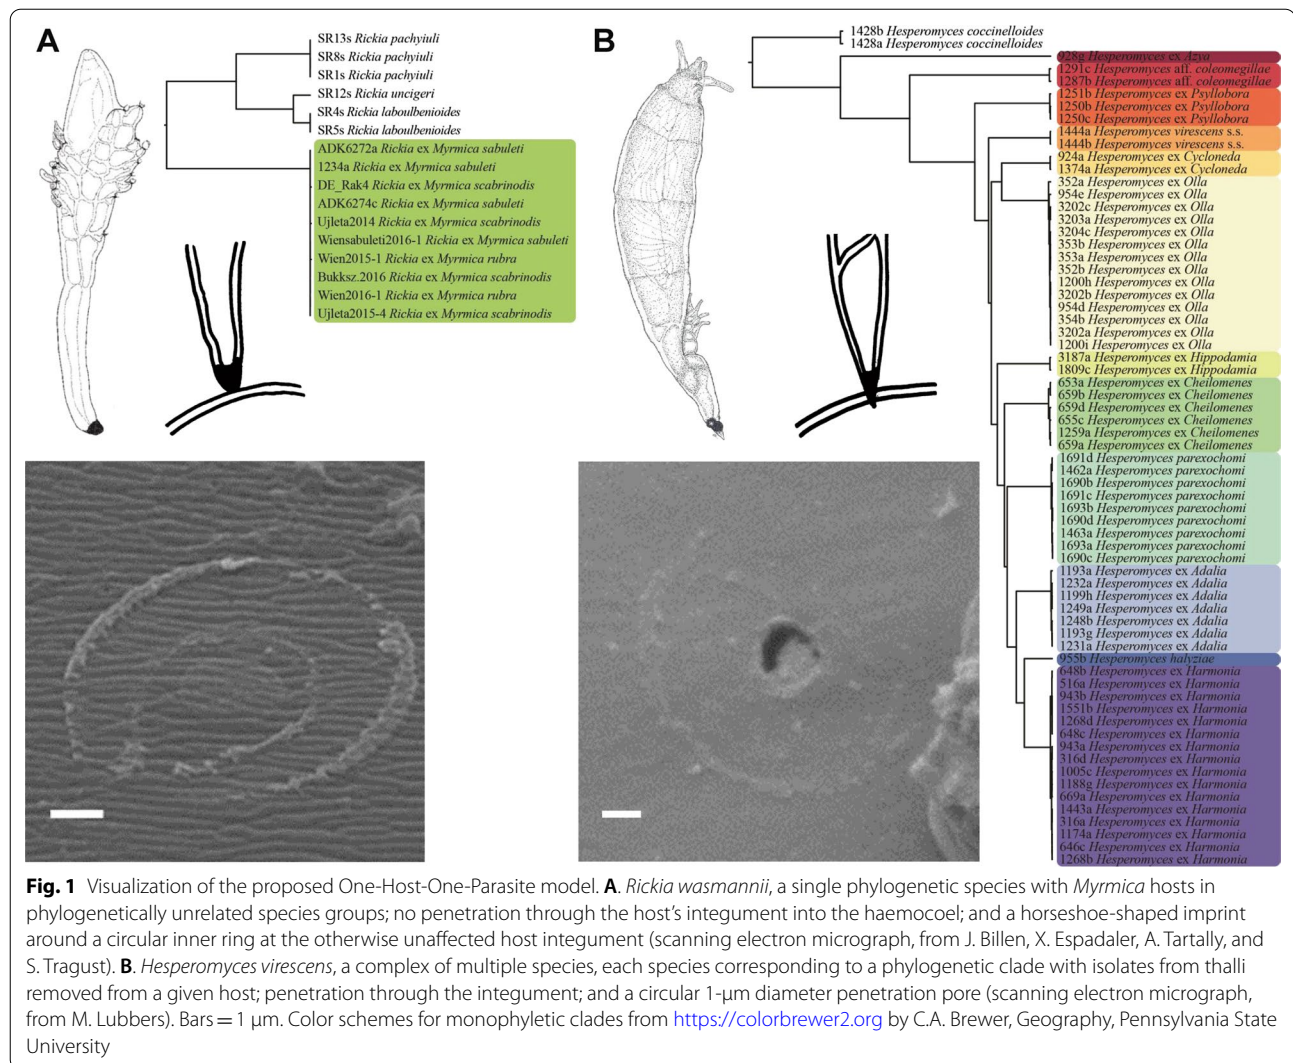 A
SR13s Rickia pachyiuli
SR8s Rickia pachyiuli
SR1s Rickia pachyiuli
SR12s Rickia uncigeri
SR4s Rickia laboulbenioides
SR5s Rickia laboulbenioides
ADK6272a Rickia ex Myrmica sabuleti
1234a Rickia ex Myrmica sabuleti
DE_Rak4 Rickia ex Myrmica scabrinodis
ADK6274c Rickia ex Myrmica sabuleti
Ujleta2014 Rickia ex Myrmica scabrinodis
Wiensabuleti2016-1 Rickia ex Myrmica sabuleti
Wien2015-1 Rickia ex Myrmica rubra
Bukksz.2016 Rickia ex Myrmica scabrinodis
Wien2016-1 Rickia ex Myrmica rubra
Ujleta2015-4 Rickia ex Myrmica scabrinodis
B
1428b Hesperomyces coccinelloides
1428a Hesperomyces coccinelloides
928g Hesperomyces ex Azya
1291c Hesperomyces aff. coleomegillae
1287b Hesperomyces aff. coleomegillae
1251b Hesperomyces ex Psyllobora
1250b Hesperomyces ex Psyllobora
1250c Hesperomyces ex Psyllobora
1444a Hesperomyces virescens s.s.
1444b Hesperomyces virescens s.s.
924a Hesperomyces ex Cycloneda
1374a Hesperomyces ex Cycloneda
352a Hesperomyces ex Olla
954e Hesperomyces ex Olla
3202c Hesperomyces ex Olla
3203a Hesperomyces ex Olla
3204c Hesperomyces ex Olla
353b Hesperomyces ex Olla
353a Hesperomyces ex Olla
352b Hesperomyces ex Olla
1200h Hesperomyces ex Olla
3202b Hesperomyces ex Olla
954d Hesperomyces ex Olla
354b Hesperomyces ex Olla
3202a Hesperomyces ex Olla
1200i Hesperomyces ex Olla
3187a Hesperomyces ex Hippodamia
1809c Hesperomyces ex Hippodamia
653a Hesperomyces ex Cheilomenes
659b Hesperomyces ex Cheilomenes
659d Hesperomyces ex Cheilomenes
655c Hesperomyces ex Cheilomenes
1259a Hesperomyces ex Cheilomenes
659a Hesperomyces ex Cheilomenes
1691d Hesperomyces parexochomi
1462a Hesperomyces parexochomi
1690b Hesperomyces parexochomi
1691c Hesperomyces parexochomi
1693b Hesperomyces parexochomi
1690d Hesperomyces parexochomi
1463a Hesperomyces parexochomi
1693a Hesperomyces parexochomi
1690c Hesperomyces parexochomi
1193a Hesperomyces ex Adalia
1232a Hesperomyces ex Adalia
1199h Hesperomyces ex Adalia
1249a Hesperomyces ex Adalia
1248b Hesperomyces ex Adalia
1193g Hesperomyces ex Adalia
1231a Hesperomyces ex Adalia
955b Hesperomyces halyziae
648b Hesperomyces ex Harmonia
516a Hesperomyces ex Harmonia
943b Hesperomyces ex Harmonia
1551b Hesperomyces ex Harmonia
1268d Hesperomyces ex Harmonia
648c Hesperomyces ex Harmonia
943a Hesperomyces ex Harmonia
316d Hesperomyces ex Harmonia
1005c Hesperomyces ex Harmonia
1188g Hesperomyces ex Harmonia
669a Hesperomyces ex Harmonia
1443a Hesperomyces ex Harmonia
316a Hesperomyces ex Harmonia
1174a Hesperomyces ex Harmonia
646c Hesperomyces ex Harmonia
1268b Hesperomyces ex Harmonia
Fig. 1 Visualization of the proposed One-Host-One-Parasite model. A. Rickia wasmannii, a single phylogenetic species with Myrmica hosts in
phylogenetically unrelated species groups; no penetration through the host's integument into the haemocoel; and a horseshoe-shaped imprint
around a circular inner ring at the otherwise unaffected host integument (scanning electron micrograph, from J. Billen, X. Espadaler, A. Tartally, and
S. Tragust). B. Hesperomyces virescens, a complex of multiple species, each species corresponding to a phylogenetic clade with isolates from thalli
removed from a given host; penetration through the integument; and a circular 1-µm diameter penetration pore (scanning electron micrograph,
from M. Lubbers). Bars = 1 µm. Color schemes for monophyletic clades from https://colorbrewer2.org by C.A. Brewer, Geography, Pennsylvania State
University